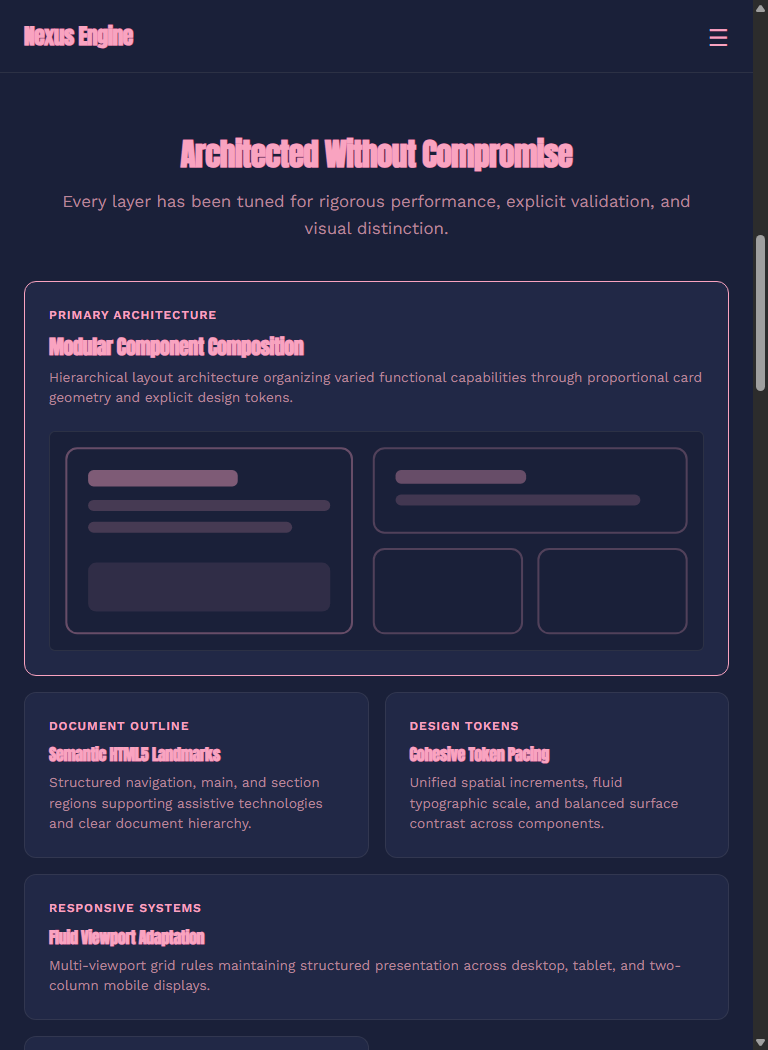 Nexus Engine
Architected Without Compromise
Every layer has been tuned for rigorous performance, explicit validation, and
visual distinction.
PRIMARY ARCHITECTURE
Modular Component Composition
Hierarchical layout architecture organizing varied functional capabilities through proportional card
geometry and explicit design tokens.
DOCUMENT OUTLINE
Semantic HTML5 Landmarks
Structured navigation, main, and section
regions supporting assistive technologies
and clear document hierarchy.
DESIGN TOKENS
Cohesive Token Pacing
Unified spatial increments, fluid
typographic scale, and balanced surface
contrast across components.
RESPONSIVE SYSTEMS
Fluid Viewport Adaptation
Multi-viewport grid rules maintaining structured presentation across desktop, tablet, and two-
column mobile displays.